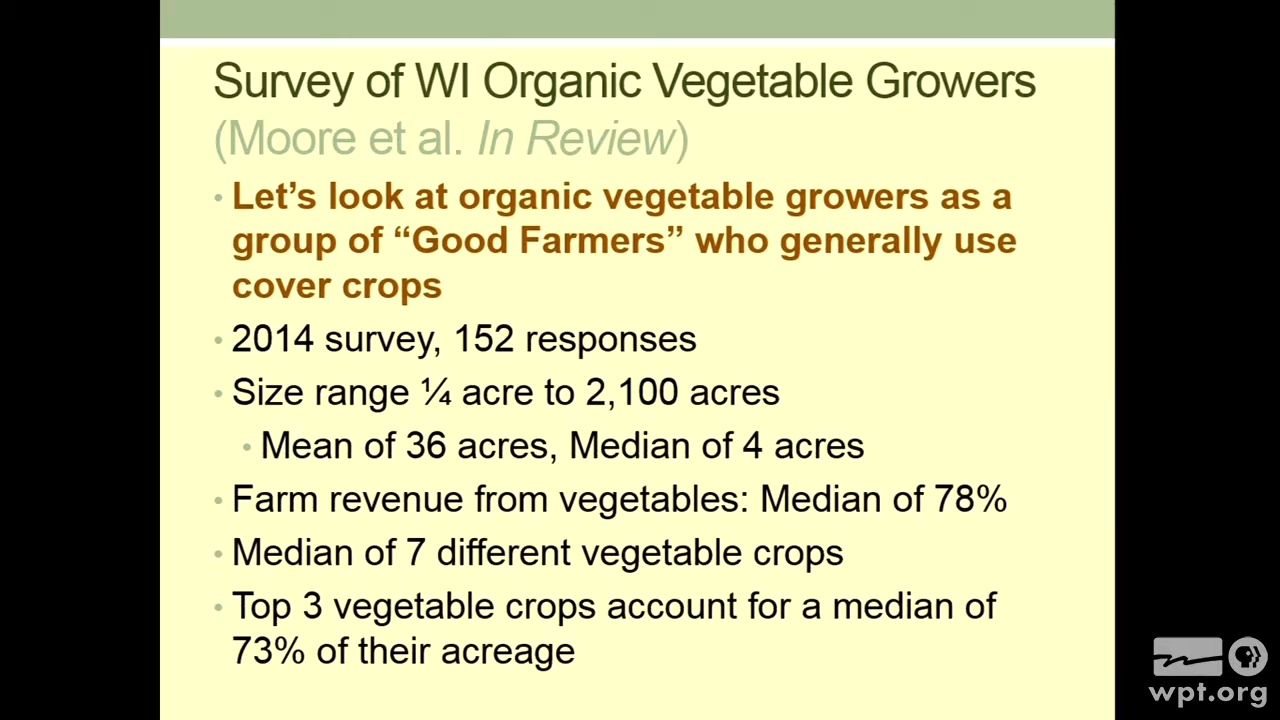 Survey of WI Organic Vegetable Growers
(Moore et al. In Review)
• Let’s look at organic vegetable growers as a
group of “Good Farmers” who generally use
cover crops
• 2014 survey, 152 responses
• Size range ¼ acre to 2,100 acres
• Mean of 36 acres, Median of 4 acres
• Farm revenue from vegetables: Median of 78%
• Median of 7 different vegetable crops
• Top 3 vegetable crops account for a median of
73% of their acreage
wpt.org